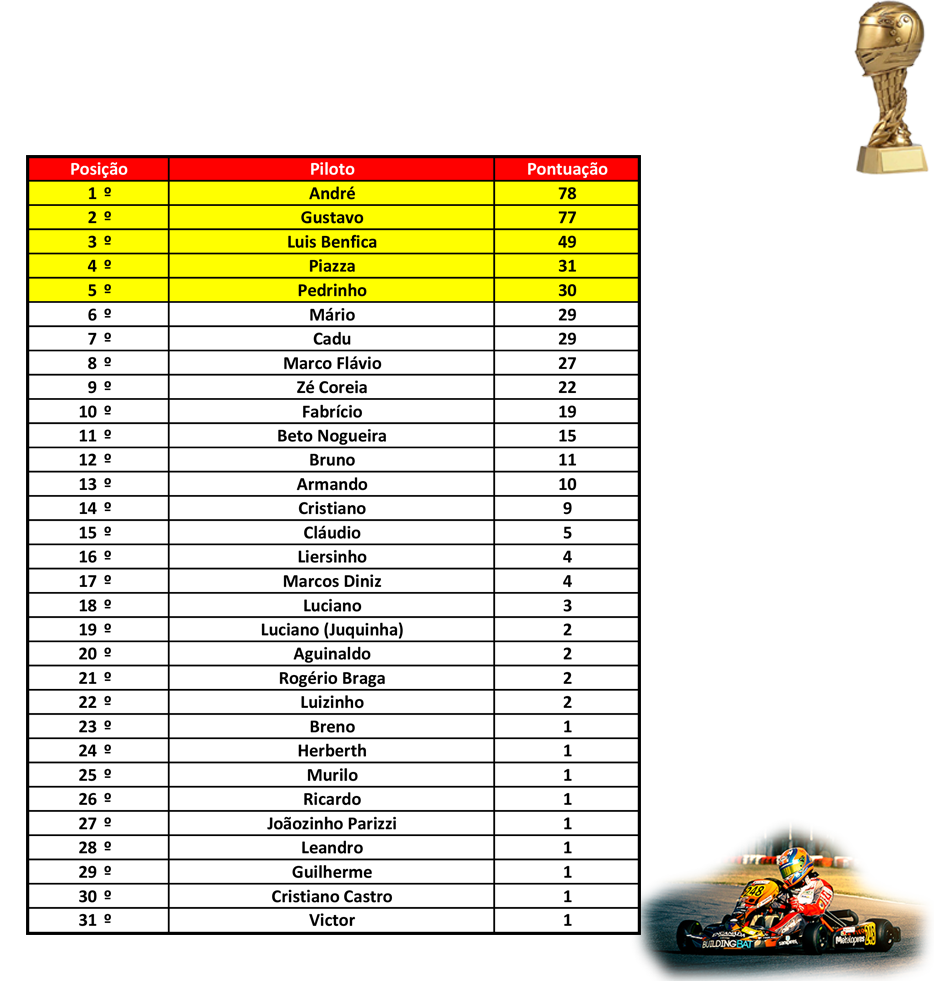 Posição Piloto Pontuação
1 º André 78
2 º Gustavo 77
3 º Luis Benfica 49
4 º Piazza 31
5 º Pedrinho 30
6 º Mário 29
7 º Cadu 29
8 º Marco Flávio 27
9 º Zé Coreia 22
10 º Fabrício 19
11 º Beto Nogueira 15
12 º Bruno 11
13 º Armando 10
14 º Cristiano 9
15 º Cláudio 5
16 º Liersinho 4
17 º Marcos Diniz 4
18 º Luciano 3
19 º Luciano (Juquinha) 2
20 º Aguinaldo 2
21 º Rogério Braga 2
22 º Luizinho 2
23 º Breno 1
24 º Herberth 1
25 º Murilo 1
26 º Ricardo 1
27 º Joãozinho Parizzi 1
28 º Leandro 1
29 º Guilherme 1
30 º Cristiano Castro 1
31 º Victor 1
248
BUILDINGBAT
248